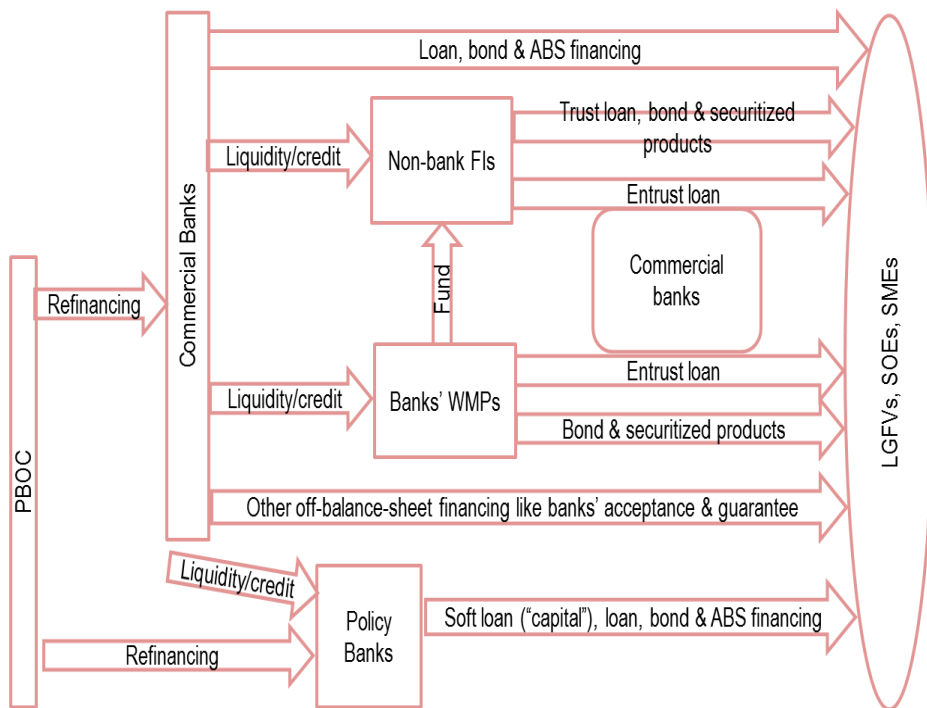 Loan, bond & ABS financing
Trust loan, bond & securitized
products
Liquidity/credit
Non-bank FIs
Entrust loan
Commercial Banks
Commercial
banks
Fund
Refinancing
Entrust loan
Liquidity/credit
Banks’ WMPs
Bond & securitized products
LGFVs, SOEs, SMEs
PBOC
Other off-balance-sheet financing like banks’ acceptance & guarantee
Liquidity/credit
Policy
Banks
Soft loan (“capital”), loan, bond & ABS financing
Refinancing